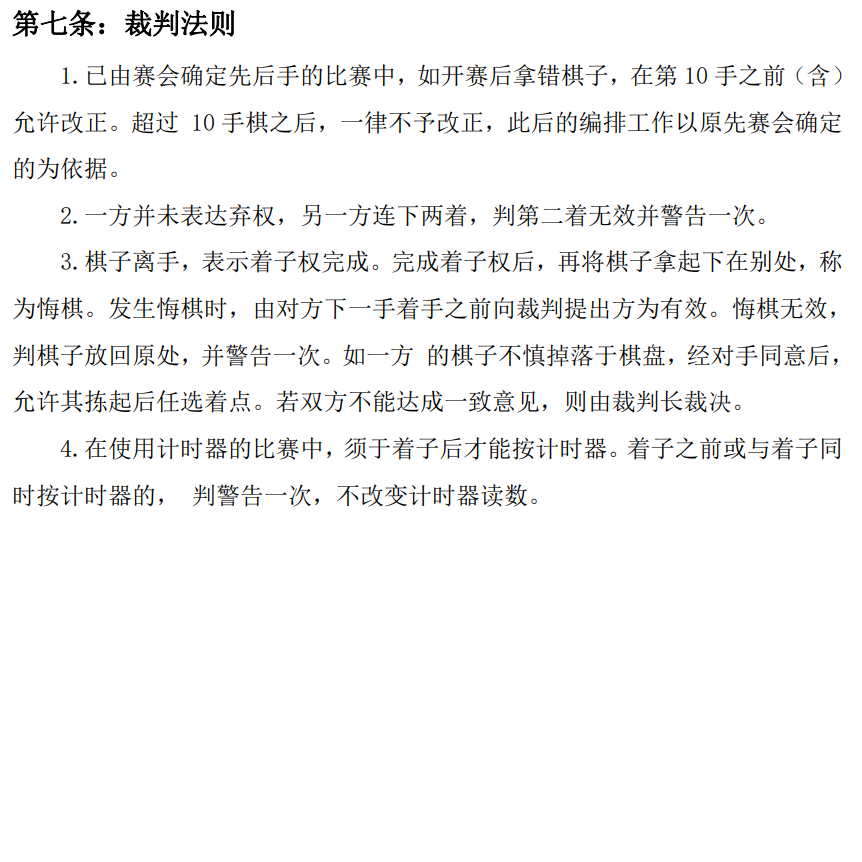 第七条：裁判法则
1.已由赛会确定先后手的比赛中，如开赛后拿错棋子，在第 10 手之前（含）
允许改正。超过 10 手棋之后，一律不予改正，此后的编排工作以原先赛会确定
的为依据。
2.一方并未表达弃权，另一方连下两着，判第二着无效并警告一次。
3.棋子离手，表示着子权完成。完成着子权后，再将棋子拿起下在别处，称
为悔棋。发生悔棋时，由对方下一手着手之前向裁判提出方为有效。悔棋无效，
判棋子放回原处，并警告一次。如一方 的棋子不慎掉落于棋盘，经对手同意后，
允许其拣起后任选着点。若双方不能达成一致意见，则由裁判长裁决。
4.在使用计时器的比赛中，须于着子后才能按计时器。着子之前或与着子同
时按计时器的， 判警告一次，不改变计时器读数。